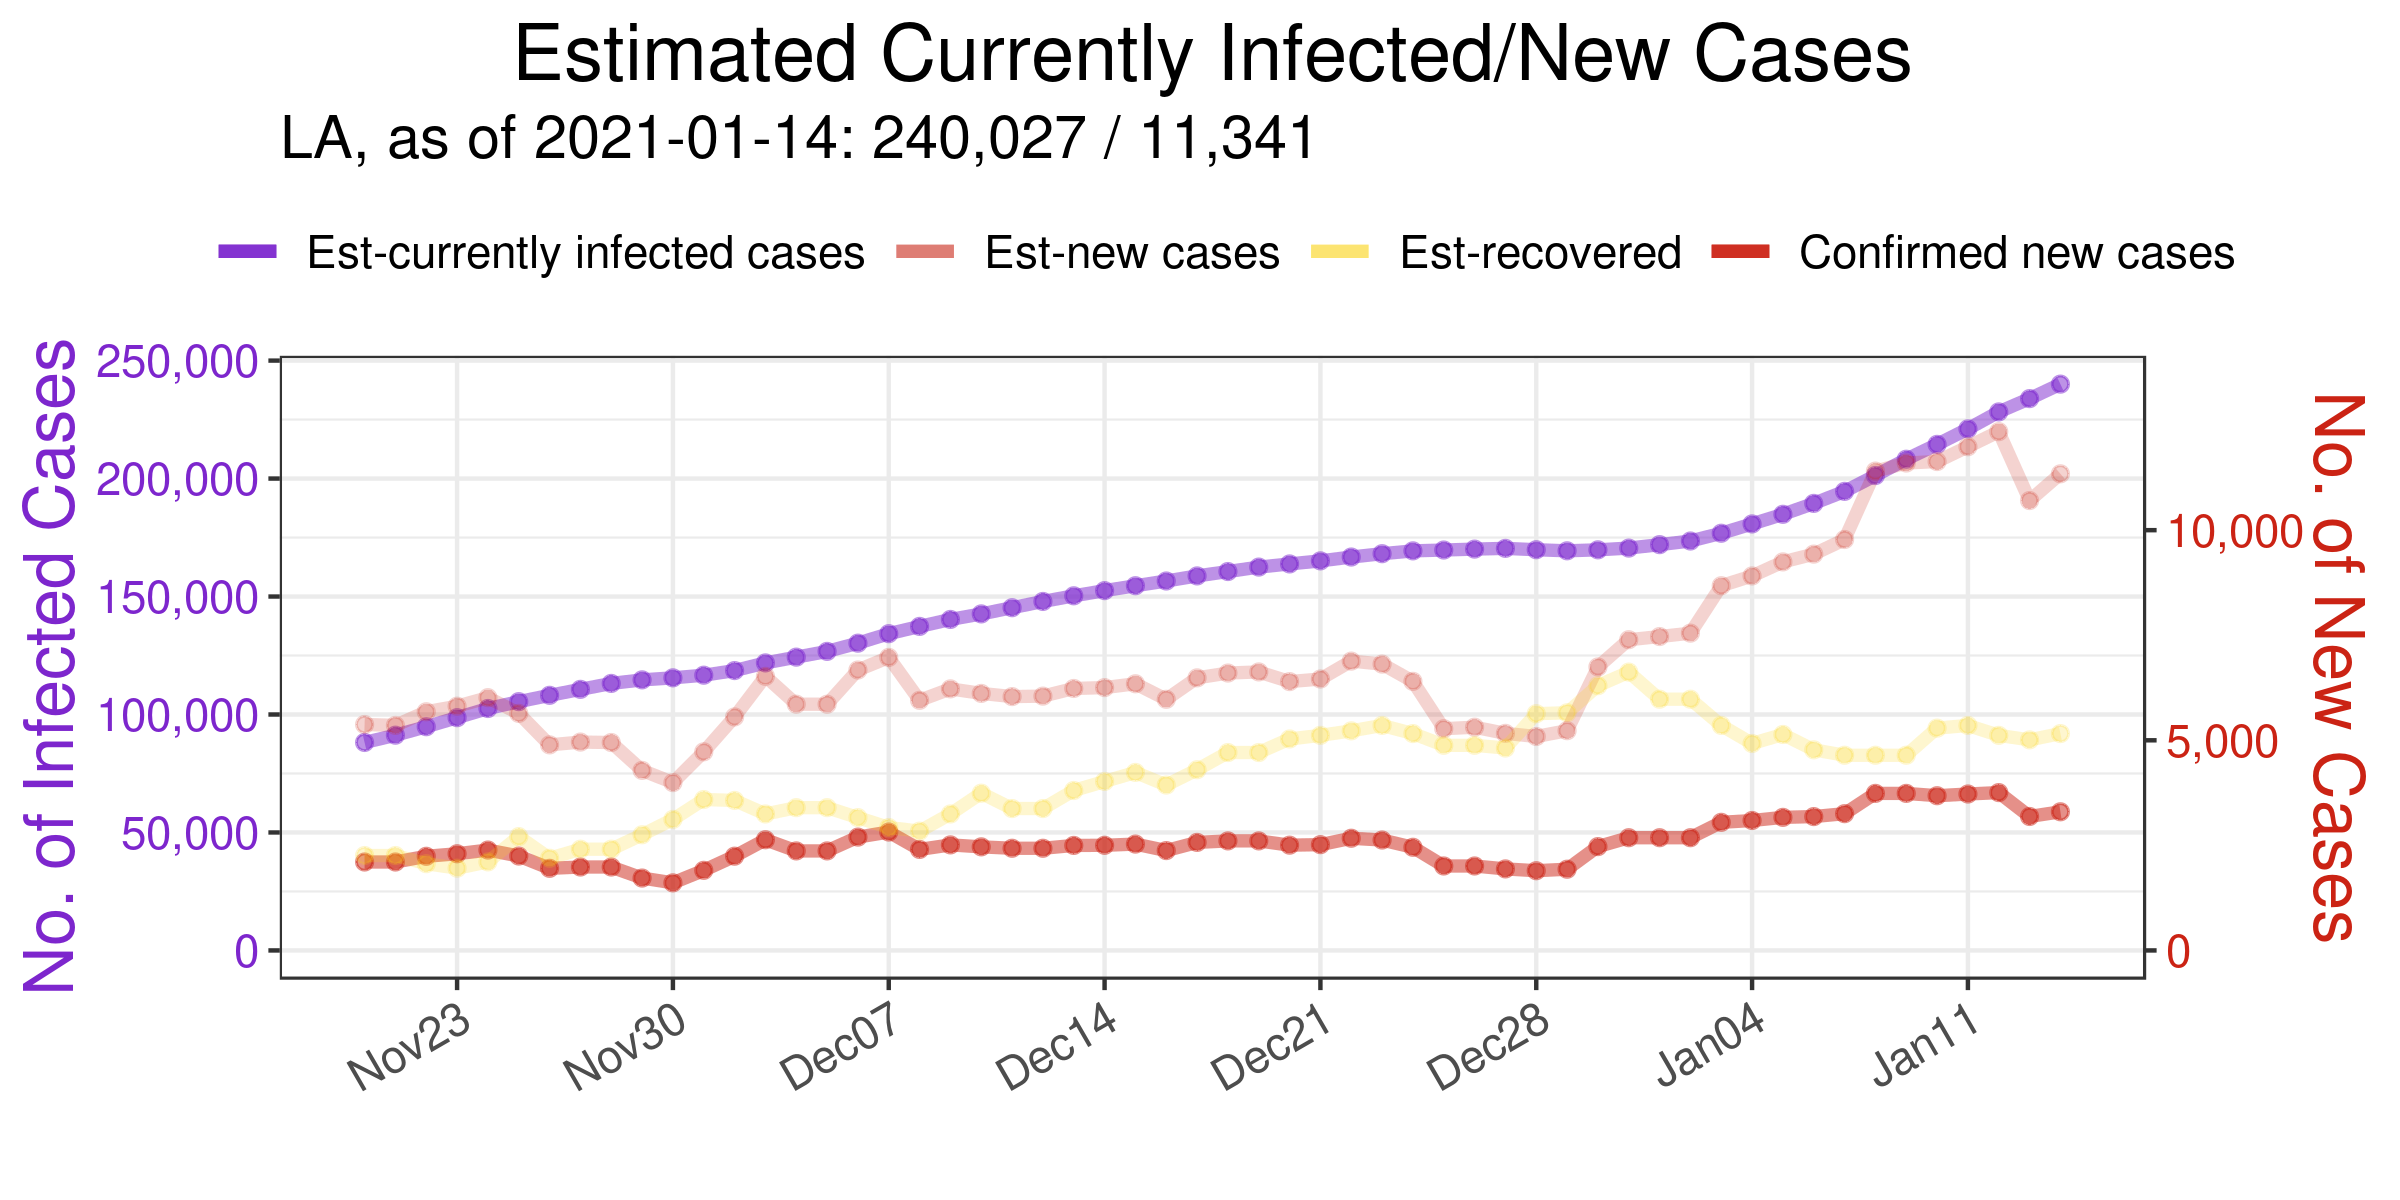 Estimated Currently Infected/New Cases
LA, as of 2021-01-14: 240,027 / 11,341
Est-currently infected cases Est-new cases Est-recovered Confirmed new cases
No. of Infected Cases
250,000
200,000
150,000
100,000
50,000
0
10,000
5,000
0
No. of New Cases
Nov23 Nov30 Dec07 Dec14 Dec21 Dec28 Jan04 Jan11